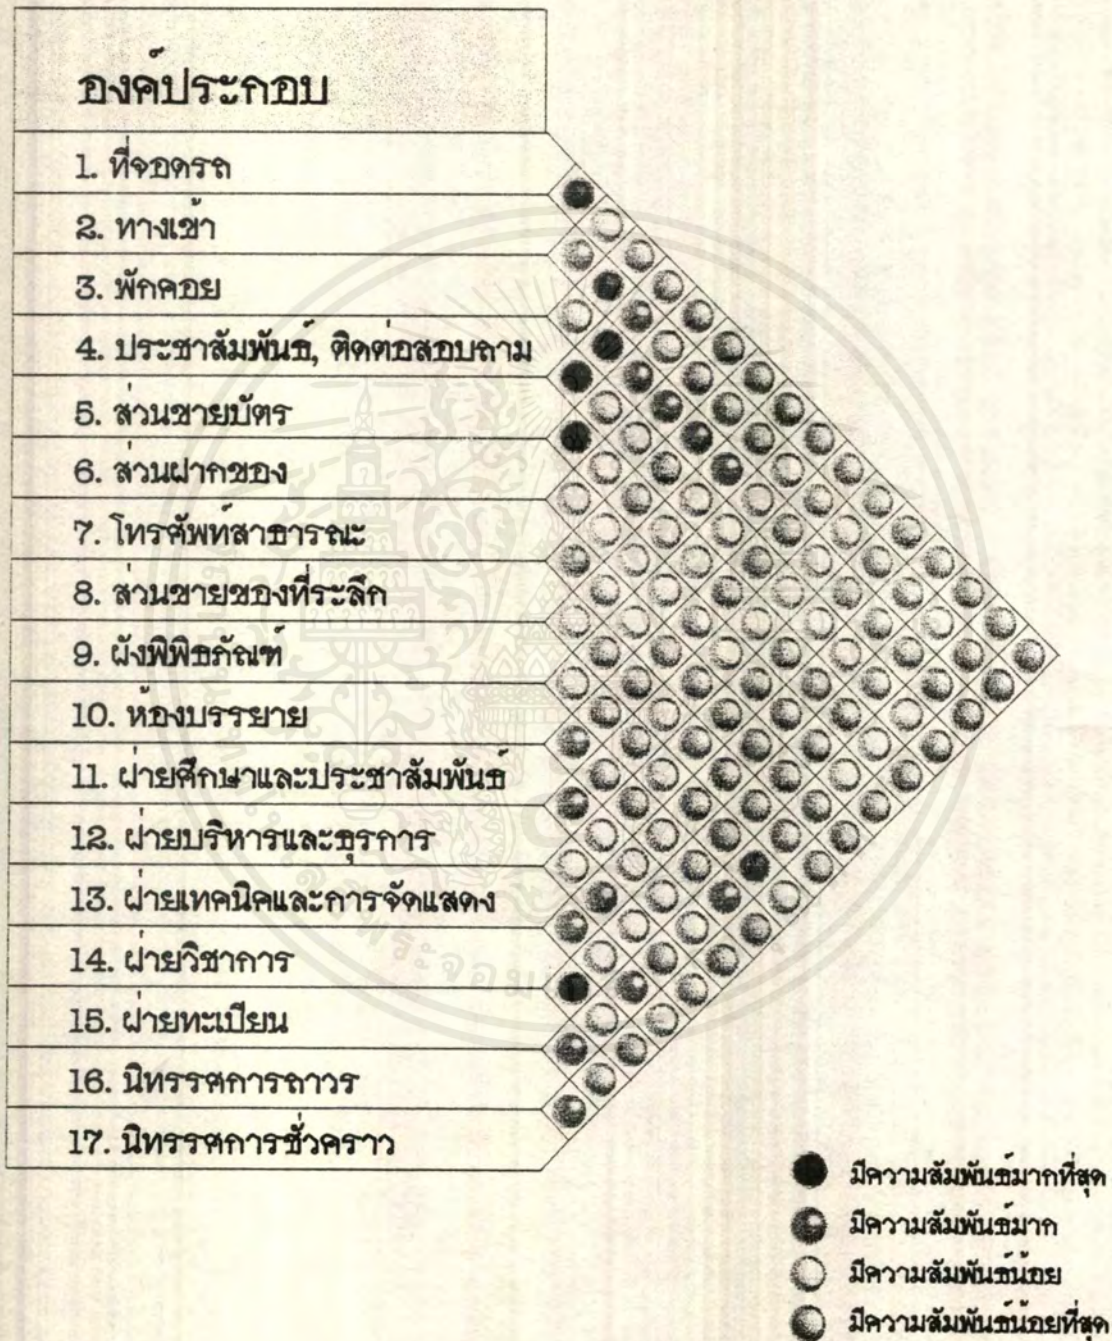 องค์ประกอบ
1. ที่จอดรถ
2. ทางเข้า
3. พักคอย
4. ประชาสัมพันธ์, ติดต่อสอบถาม
5. ส่วนขายบัตร
6. ส่วนฝากของ
7. โทรศัพท์สาธารณะ
8. ส่วนขายของที่ระลึก
9. ผังพิพิธภัณฑ์
10. ห้องบรรยาย
11. ฝ่ายศึกษาและประชาสัมพันธ์
12. ฝ่ายบริหารและธุรการ
13. ฝ่ายเทคนิคและการจัดแสดง
14. ฝ่ายวิชาการ
15. ฝ่ายทะเบียน
16. นิทรรศการถาวร
17. นิทรรศการชั่วคราว
มีความสัมพันธ์มากที่สุด
มีความสัมพันธ์มาก
มีความสัมพันธ์น้อย
มีความสัมพันธ์น้อยที่สุด